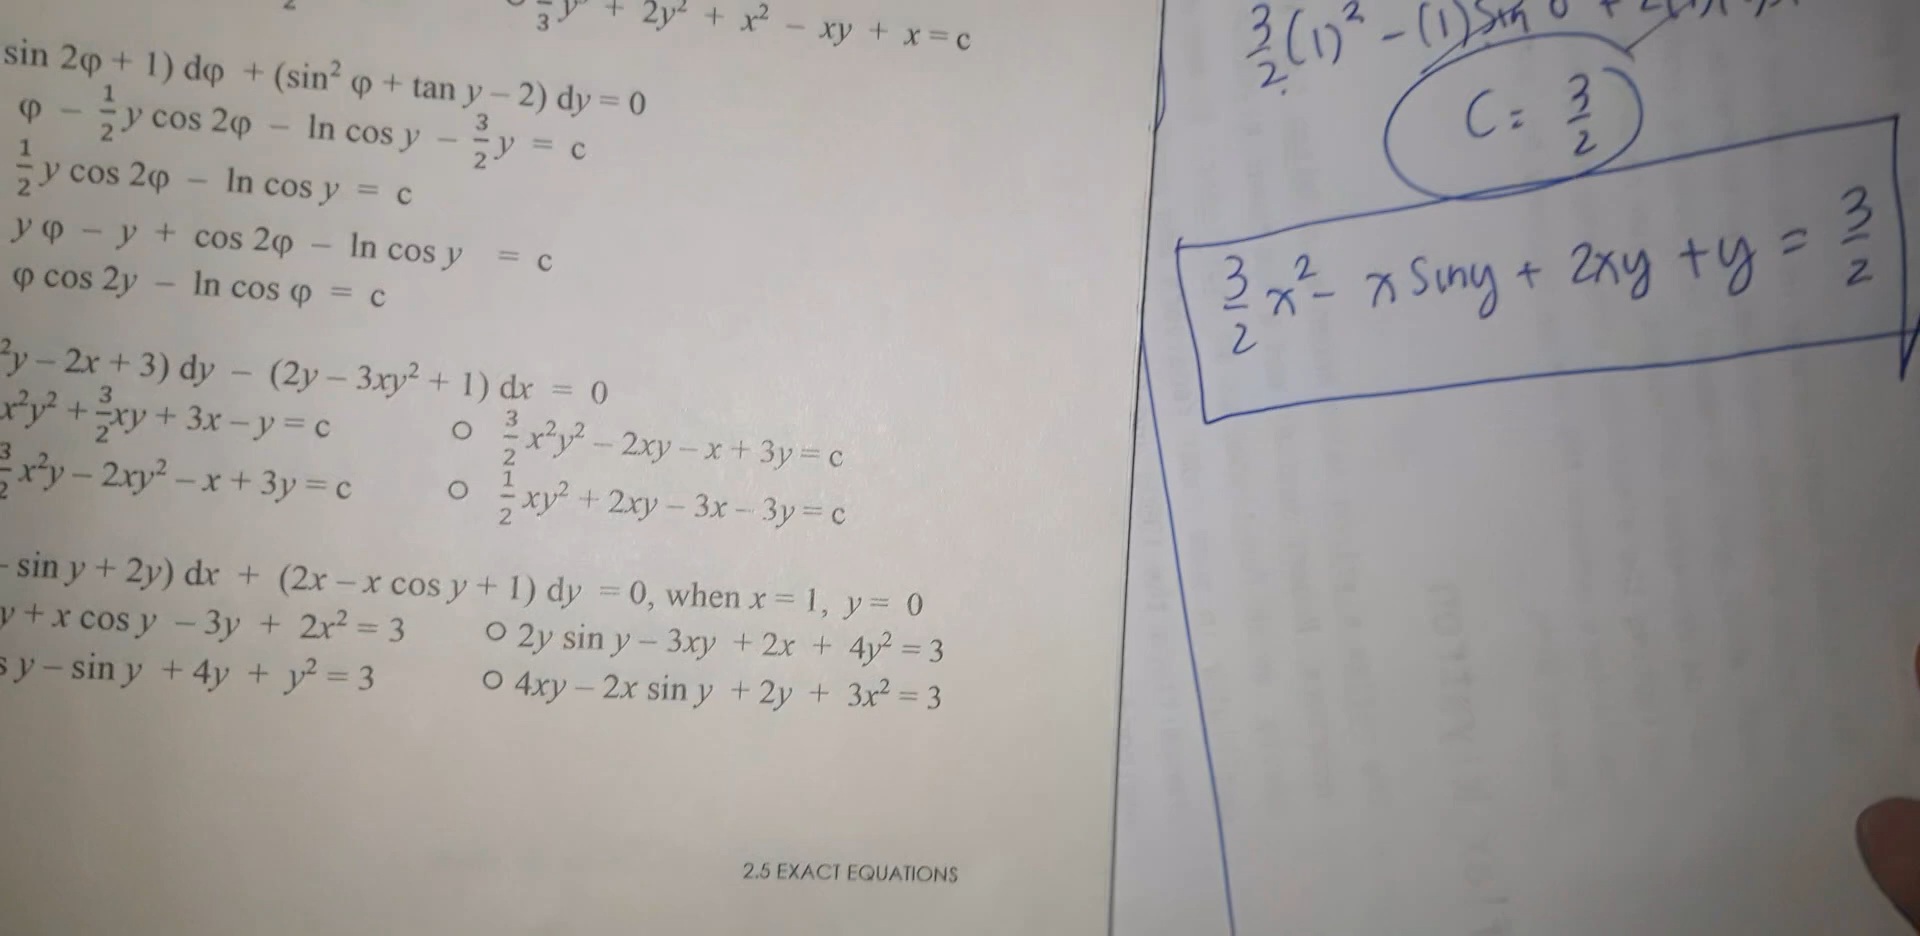 3 y + 2y² + x² – xy + x = c
sin 2φ + 1) dφ + (sin² φ + tan y – 2) dy = 0
φ – 1/2 y cos 2φ – ln cos y – 3/2 y = c
1/2 y cos 2φ – ln cos y = c
y φ – y + cos 2φ – ln cos y = c
φ cos 2y – ln cos φ = c
²y – 2x + 3) dy – (2y – 3xy² + 1) dx = 0
x²y² + 3/2 xy + 3x – y = c
○ 3/2 x²y² – 2xy – x + 3y = c
3/2 x²y – 2xy² – x + 3y = c
○ 1/2 xy² + 2xy – 3x – 3y = c
- sin y + 2y) dx + (2x – x cos y + 1) dy = 0, when x = 1, y = 0
y + x cos y – 3y + 2x² = 3
○ 2y sin y – 3xy + 2x + 4y² = 3
s y – sin y + 4y + y² = 3
○ 4xy – 2x sin y + 2y + 3x² = 3
2.5 EXACT EQUATIONS
3/2 (1)² - (1) sin 0 +
C = 3/2
3/2 x² - x siny + 2xy + y = 3/2